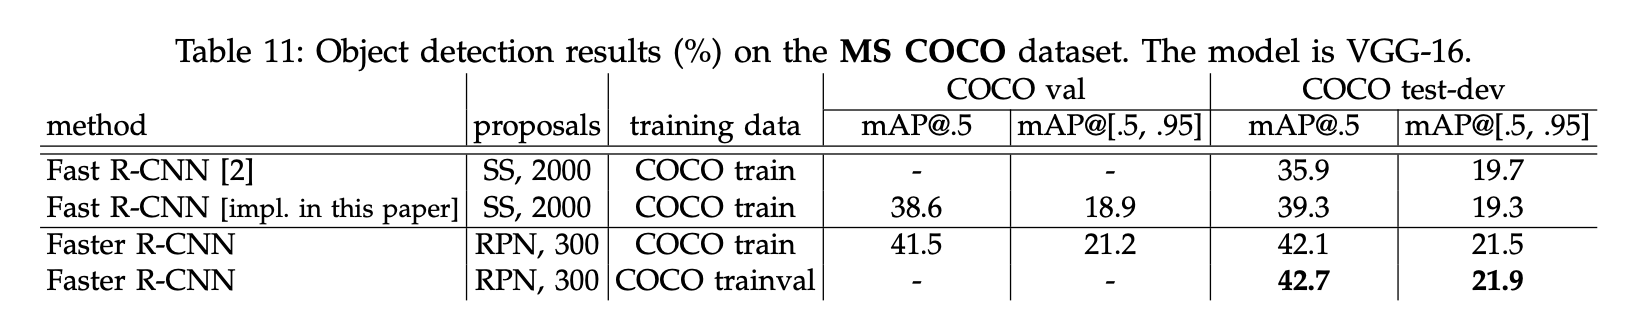 Table 11: Object detection results (%) on the MS COCO dataset. The model is VGG-16.
COCO val COCO test-dev
method proposals training data mAP@.5 mAP@[.5, .95] mAP@.5 mAP@[.5, .95]
Fast R-CNN [2] SS, 2000 COCO train - - 35.9 19.7
Fast R-CNN [impl. in this paper] SS, 2000 COCO train 38.6 18.9 39.3 19.3
Faster R-CNN RPN, 300 COCO train 41.5 21.2 42.1 21.5
Faster R-CNN RPN, 300 COCO trainval - - 42.7 21.9